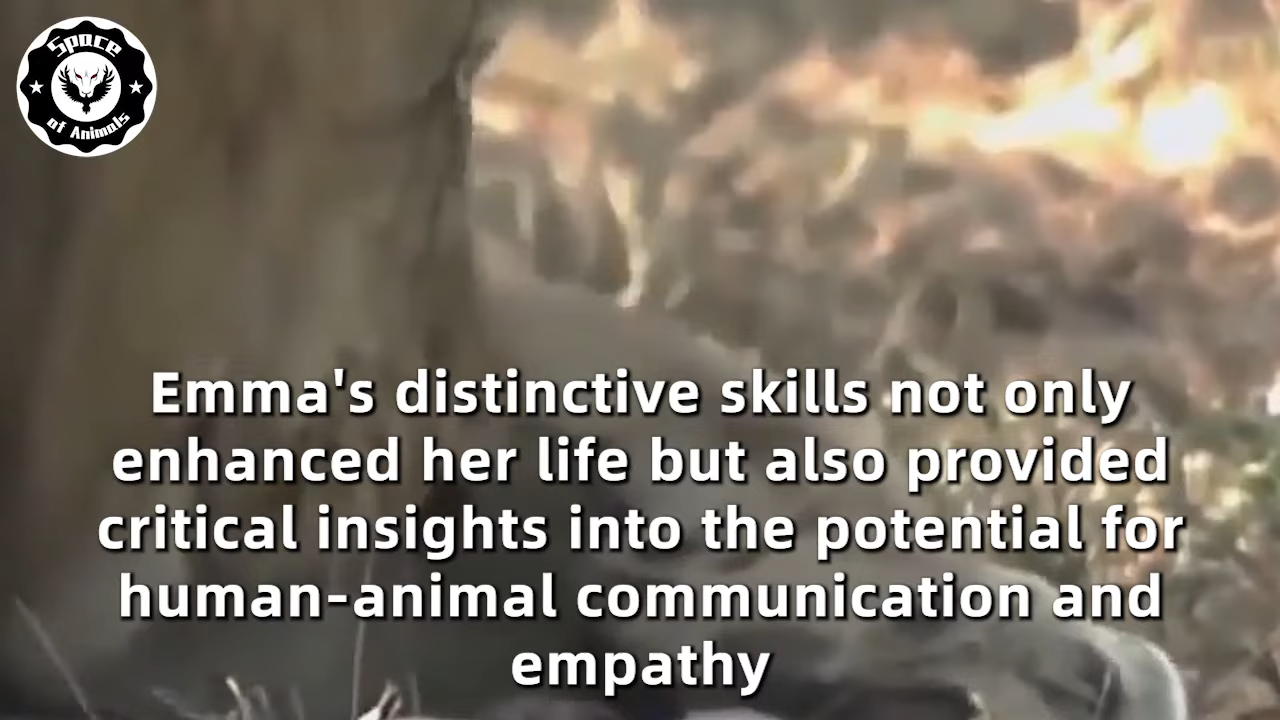 Space
of Animals
Emma's distinctive skills not only
enhanced her life but also provided
critical insights into the potential for
human-animal communication and
empathy